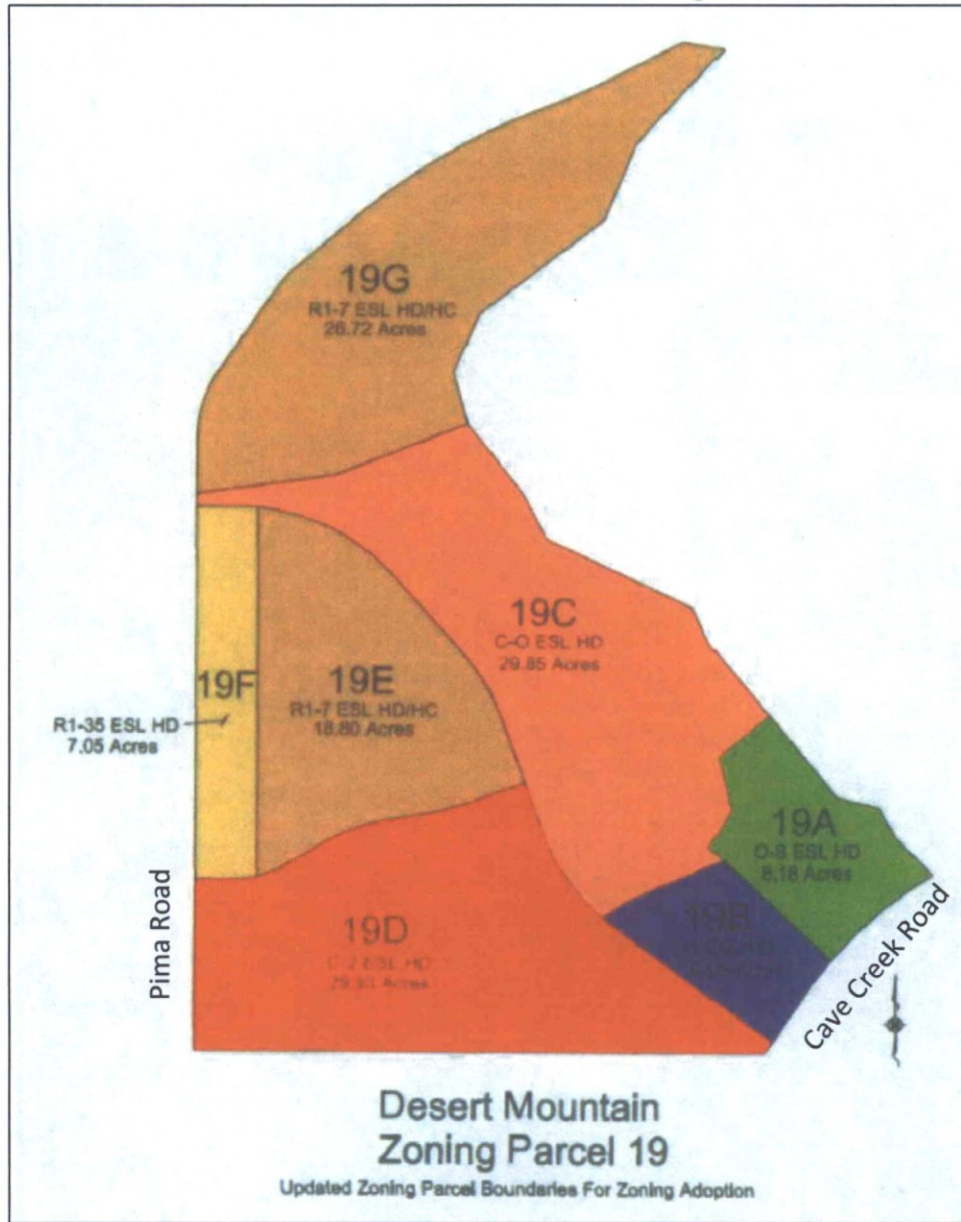 19G
R1-7 ESL HD/HC
26.72 Acres
19C
C-O ESL HD
29.85 Acres
19F
R1-35 ESL HD
7.05 Acres
19E
R1-7 ESL HD/HC
18.80 Acres
19A
O-S ESL HD
8.18 Acres
19B
19D
C-2 ESL HD
Acres
Pima Road
Cave Creek Road
Desert Mountain
Zoning Parcel 19
Updated Zoning Parcel Boundaries For Zoning Adoption